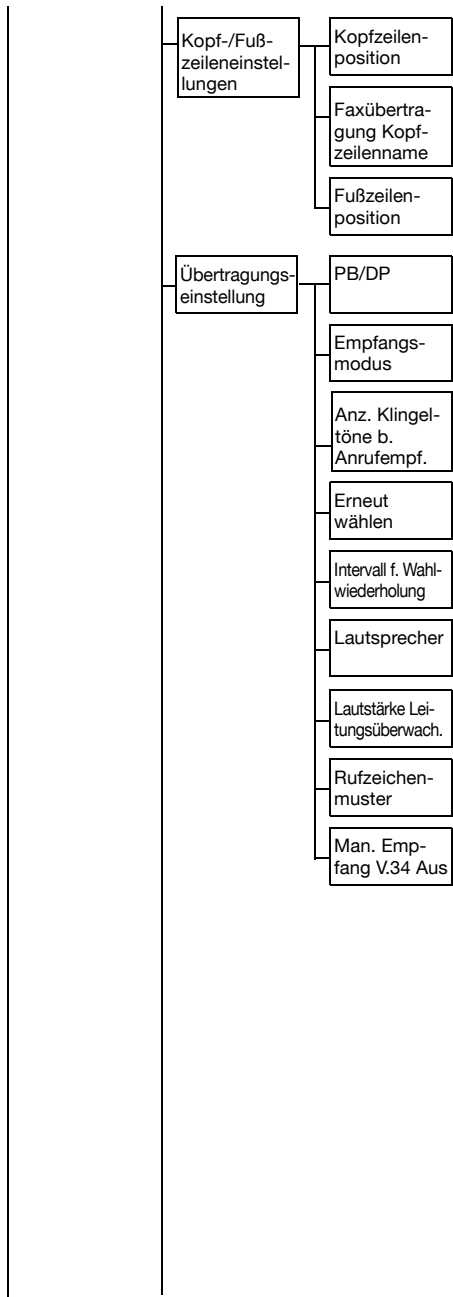 Kopf-/Fuß-
zeileneinstel-
lungen
Kopfzeilen-
position
Faxübertra-
gung Kopf-
zeilenname
Fußzeilen-
position
Übertragungs-
einstellung
PB/DP
Empfangs-
modus
Anz. Klingel-
töne b.
Anrufempf.
Erneut
wählen
Intervall f. Wahl-
wiederholung
Lautsprecher
Lautstärke Lei-
tungsüberwach.
Rufzeichen-
muster
Man. Emp-
fang V.34 Aus